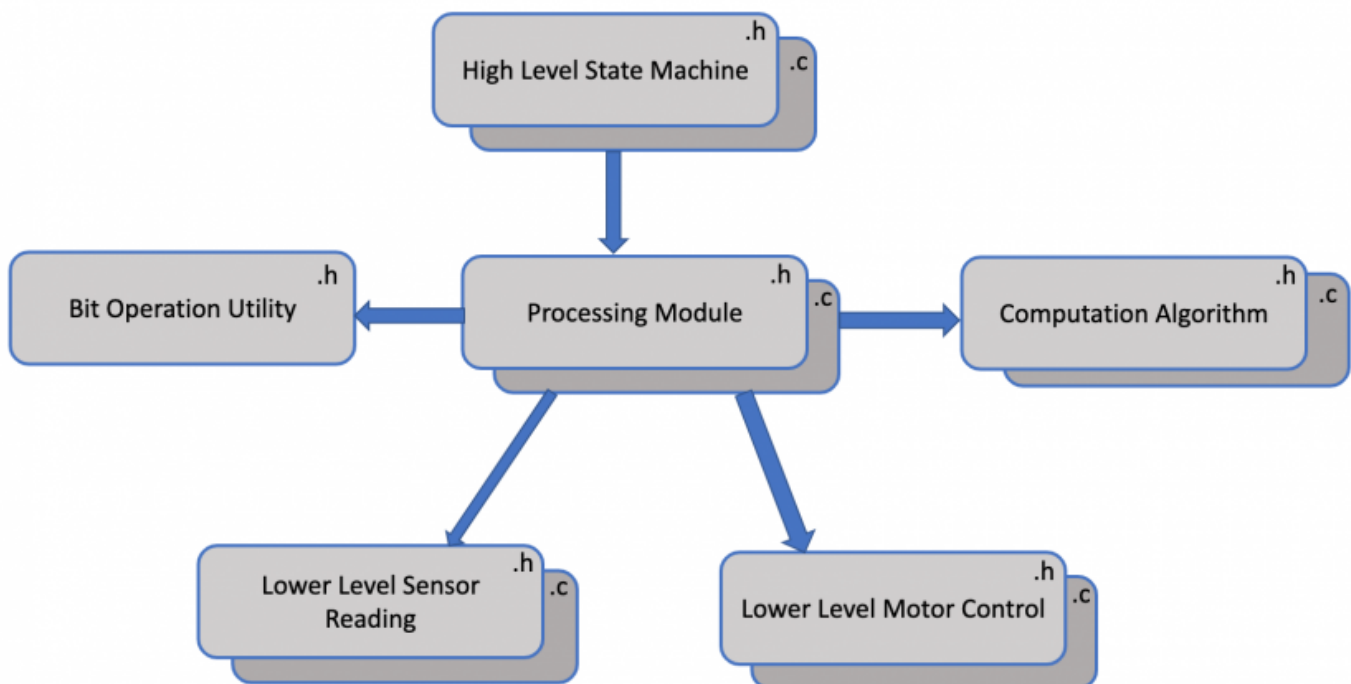 .h
High Level State Machine
.c
.h
Bit Operation Utility
.h
Processing Module
.c
.h
Computation Algorithm
.c
.h
Lower Level Sensor
Reading
.c
.h
Lower Level Motor Control
.c